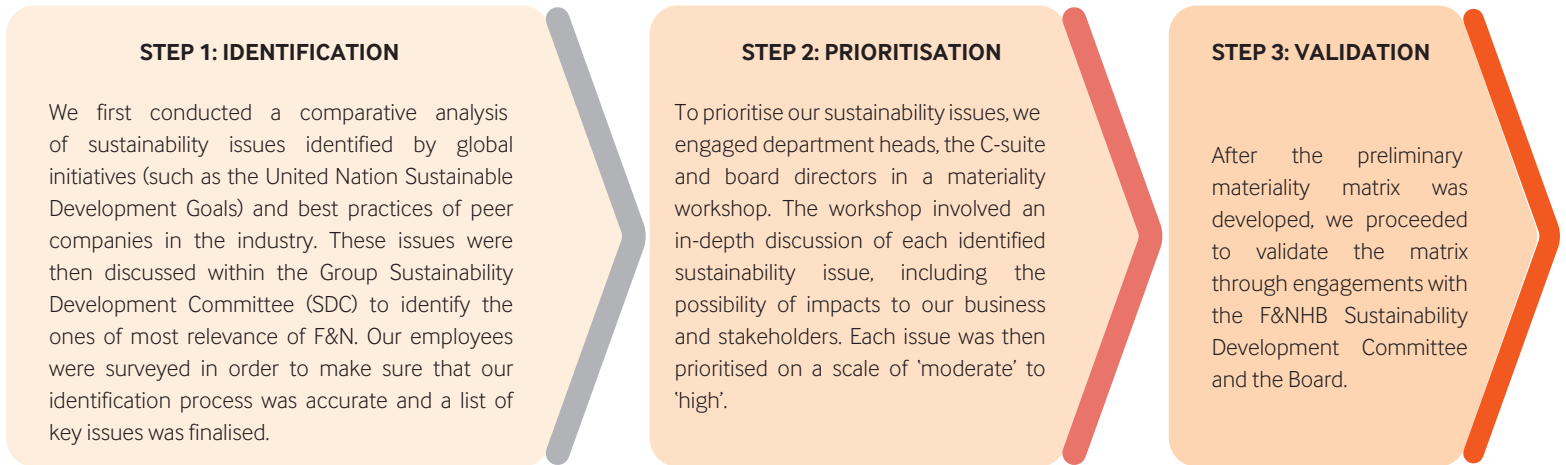 STEP 1: IDENTIFICATION
We first conducted a comparative analysis
of sustainability issues identified by global
initiatives (such as the United Nation Sustainable
Development Goals) and best practices of peer
companies in the industry. These issues were
then discussed within the Group Sustainability
Development Committee (SDC) to identify the
ones of most relevance of F&N. Our employees
were surveyed in order to make sure that our
identification process was accurate and a list of
key issues was finalised.
STEP 2: PRIORITISATION
To prioritise our sustainability issues, we
engaged department heads, the C-suite
and board directors in a materiality
workshop. The workshop involved an
in-depth discussion of each identified
sustainability issue, including the
possibility of impacts to our business
and stakeholders. Each issue was then
prioritised on a scale of ‘moderate’ to
‘high’.
STEP 3: VALIDATION
After the preliminary
materiality matrix was
developed, we proceeded
to validate the matrix
through engagements with
the F&NHB Sustainability
Development Committee
and the Board.